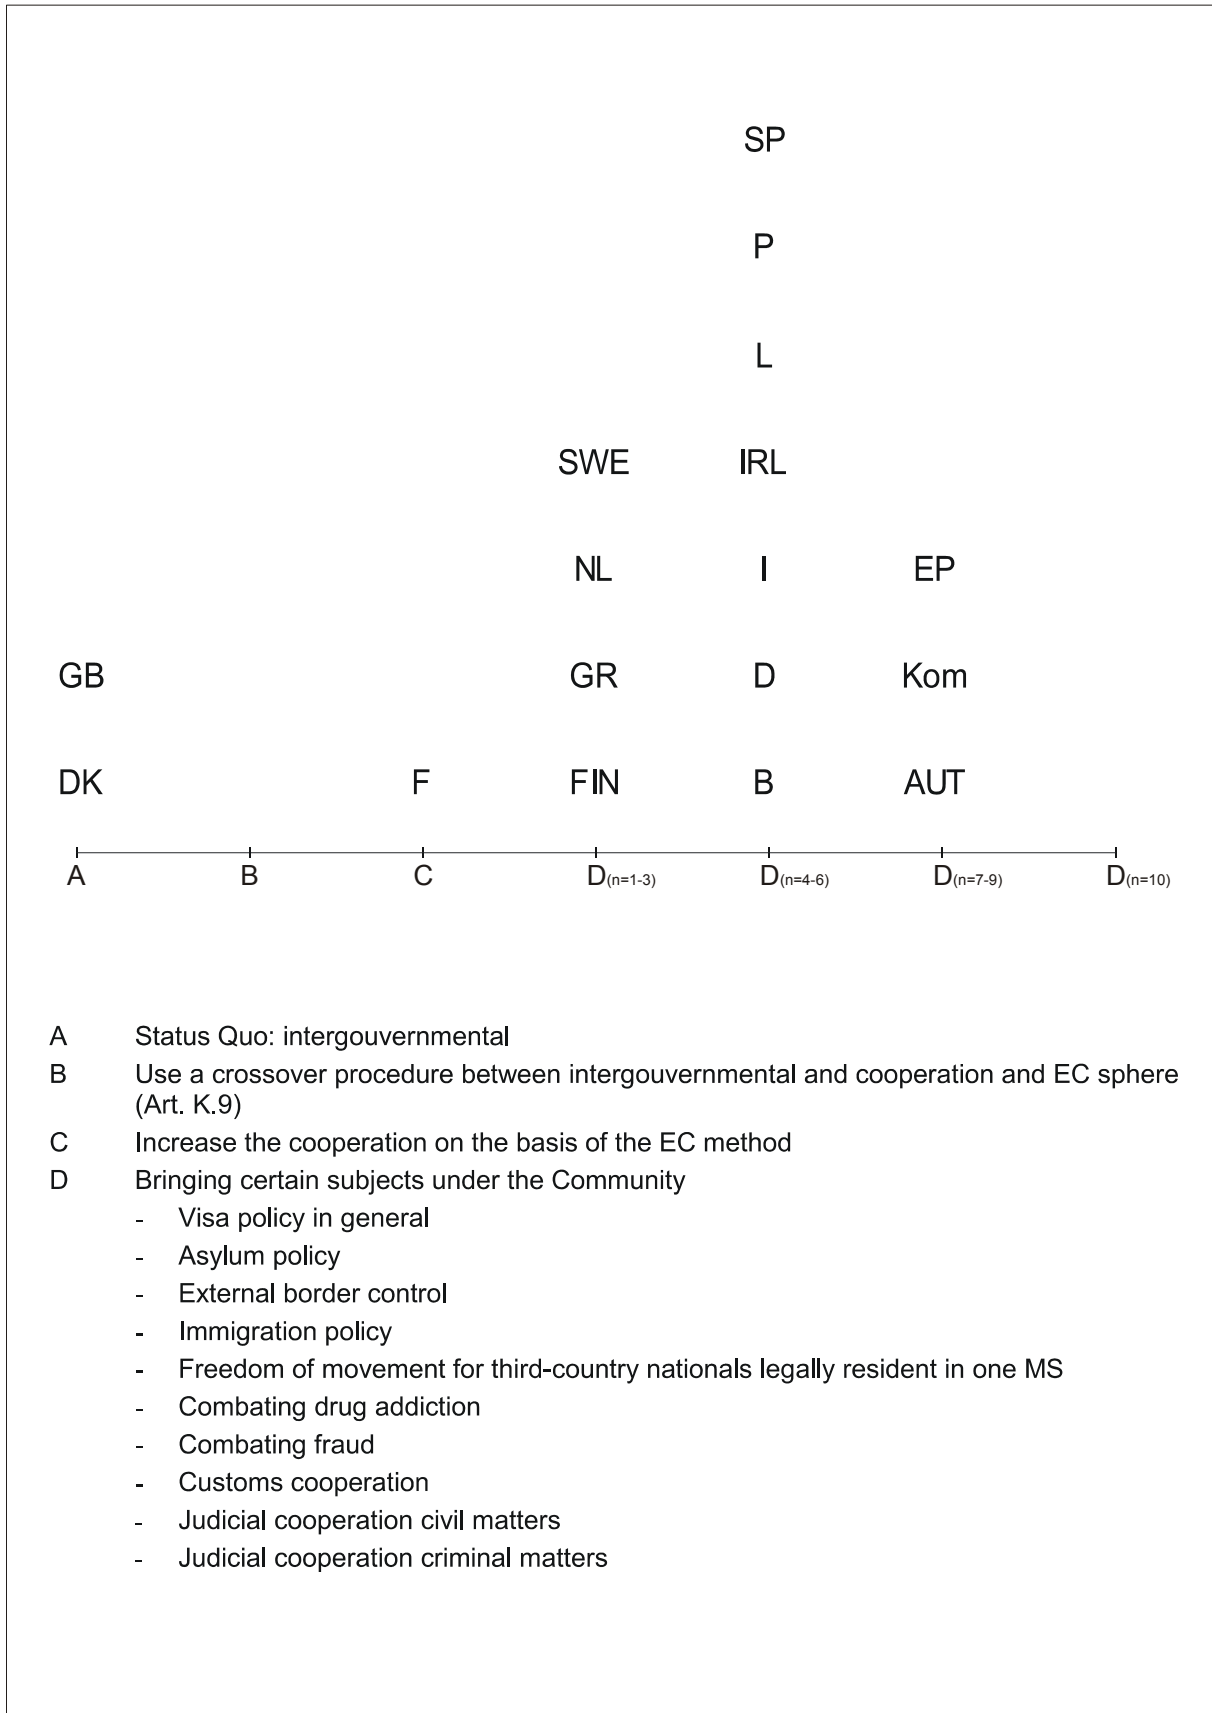 SP
P
L
SWE IRL
NL I EP
GB GR D Kom
DK F FIN B AUT
A B C D(n=1-3) D(n=4-6) D(n=7-9) D(n=10)
A Status Quo: intergouvernmental
B Use a crossover procedure between intergouvernmental and cooperation and EC sphere
(Art. K.9)
C Increase the cooperation on the basis of the EC method
D Bringing certain subjects under the Community
- Visa policy in general
- Asylum policy
- External border control
- Immigration policy
- Freedom of movement for third-country nationals legally resident in one MS
- Combating drug addiction
- Combating fraud
- Customs cooperation
- Judicial cooperation civil matters
- Judicial cooperation criminal matters